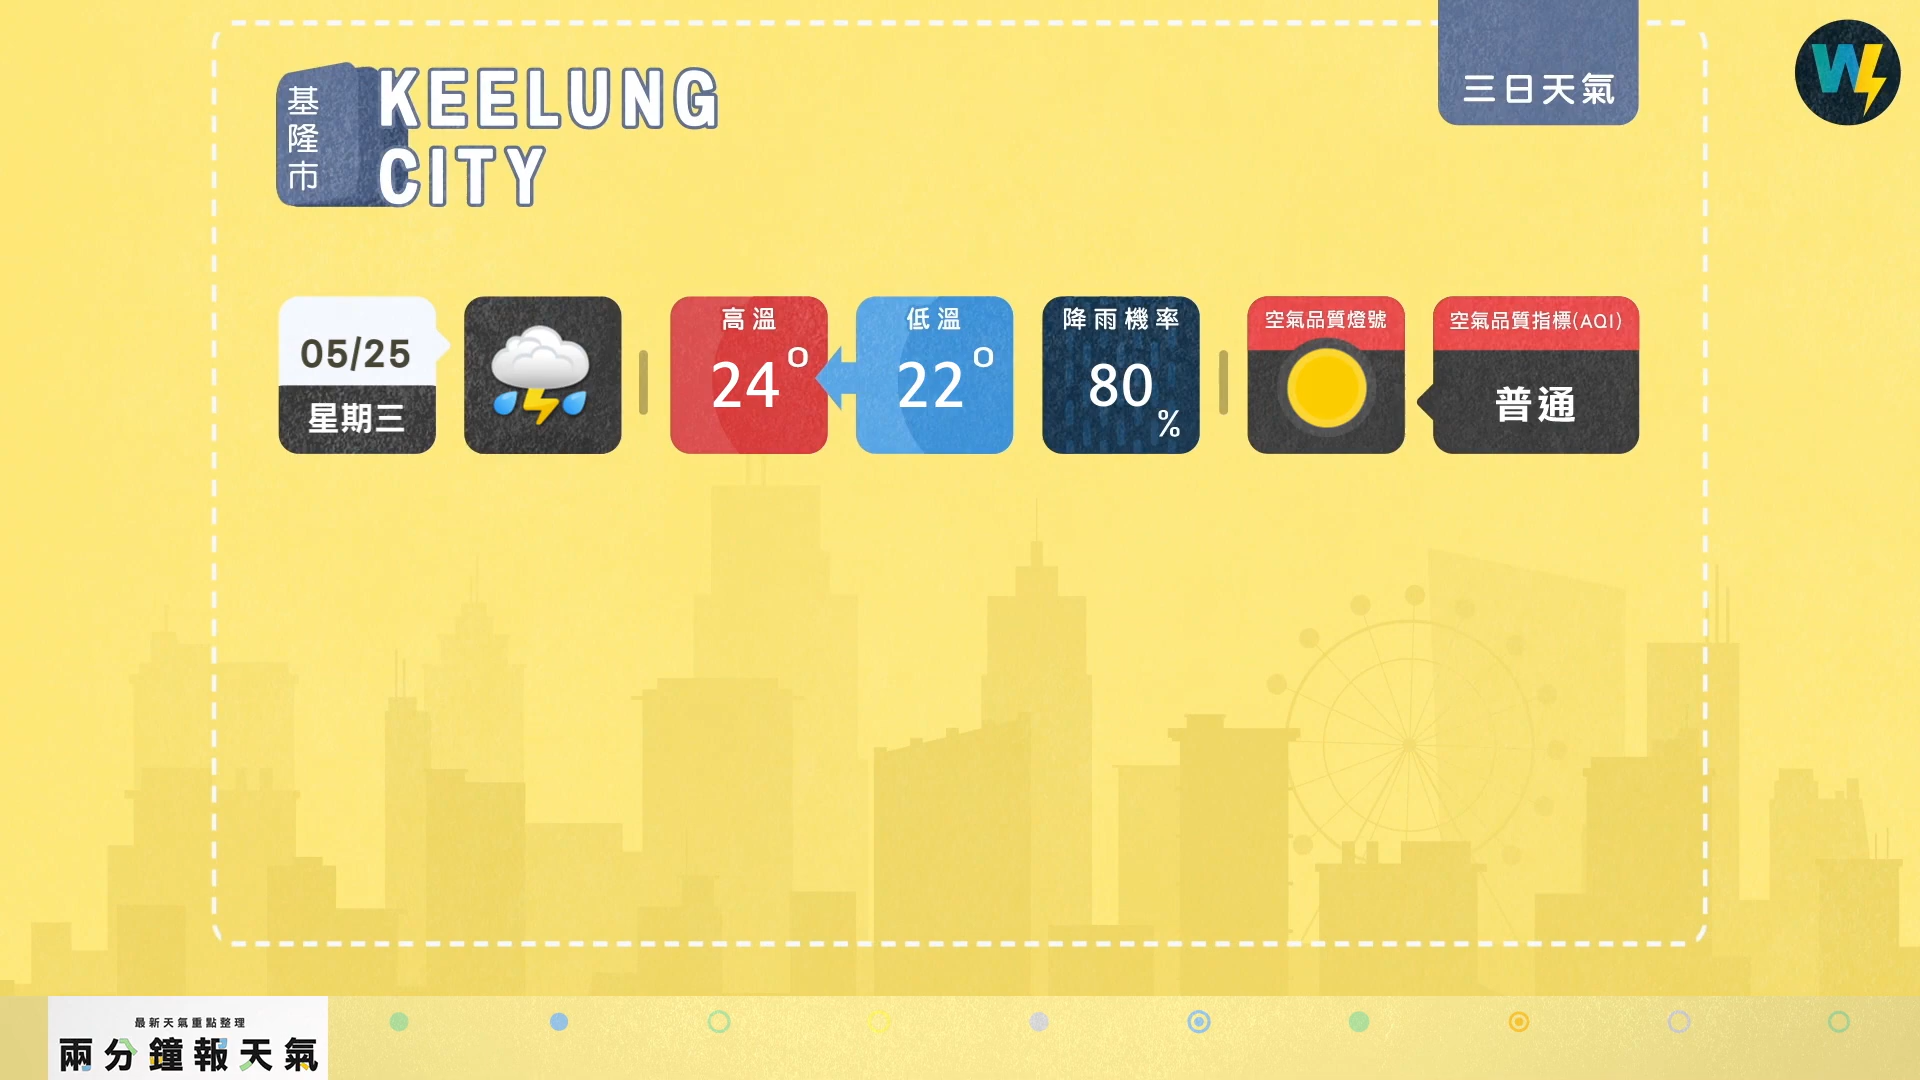 基隆市
KEELUNG
CITY
三日天氣
W
05/25
星期三
高溫
24°
低溫
22°
降雨機率
80%
空氣品質燈號
空氣品質指標(AQI)
普通
最新天氣重點整理
兩分鐘報天氣